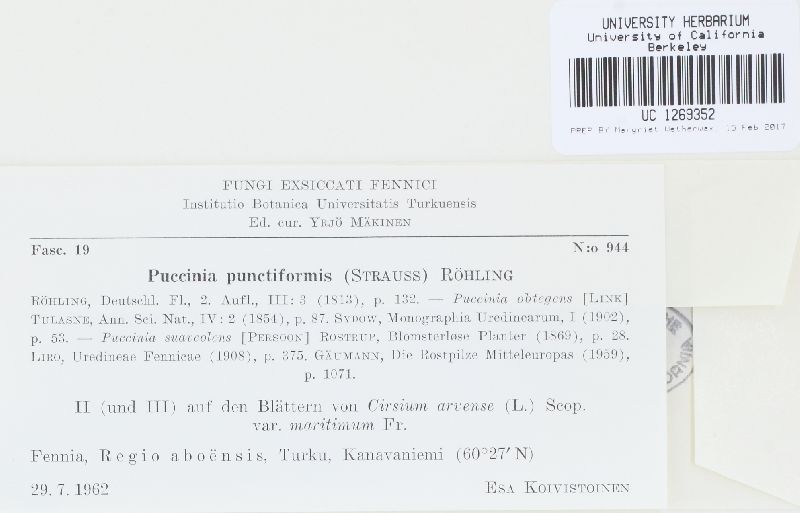 UNIVERSITY HERBARIUM
University of California
Berkeley
UC 1269352
PREP BY Margriet Wetherwax, 15 Feb 2017
FUNGI EXSICCATI FENNICI
Institutio Botanica Universitatis Turkuensis
Ed. cur. YRJÖ MÄKINEN
Fasc. 19 N:o 944
Puccinia punctiformis (STRAUSS) RÖHLING
RÖHLING, Deutschl. Fl., 2. Aufl., III: 3 (1813), p. 132. — Puccinia obtegens [LINK]
TULASNE, Ann. Sci. Nat., IV: 2 (1854), p. 87. SYDOW, Monographia Uredinearum, I (1902),
p. 53. — Puccinia suaveolens [PERSOON] ROSTRUP, Blomsterløse Planter (1869), p. 28.
LIRO, Uredineae Fennicae (1908), p. 375. GÄUMANN, Die Rostpilze Mitteleuropas (1959),
p. 1071.
II (und III) auf den Blättern von Cirsium arvense (L.) Scop.
var. maritimum Fr.
Fennia, Regio aboënsis, Turku, Kanavaniemi (60°27′ N)
29. 7. 1962 ESA KOIVISTOINEN